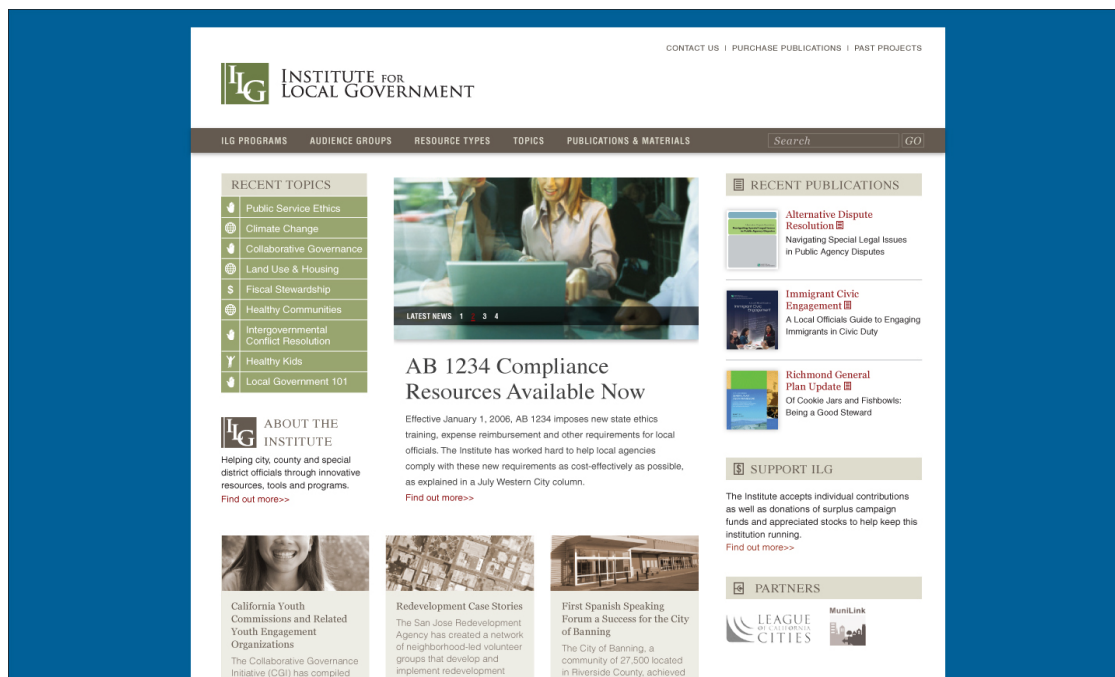 CONTACT US | PURCHASE PUBLICATIONS | PAST PROJECTS
ILG
INSTITUTE FOR
LOCAL GOVERNMENT
ILG PROGRAMS AUDIENCE GROUPS RESOURCE TYPES TOPICS PUBLICATIONS & MATERIALS Search GO
RECENT TOPICS
Public Service Ethics
Climate Change
Collaborative Governance
Land Use & Housing
$ Fiscal Stewardship
Healthy Communities
Intergovernmental
Conflict Resolution
Healthy Kids
Local Government 101
ILG
ABOUT THE
INSTITUTE
Helping city, county and special
district officials through innovative
resources, tools and programs.
Find out more>>
LATEST NEWS 1 2 3 4
AB 1234 Compliance
Resources Available Now
Effective January 1, 2006, AB 1234 imposes new state ethics
training, expense reimbursement and other requirements for local
officials. The Institute has worked hard to help local agencies
comply with these new requirements as cost-effectively as possible,
as explained in a July Western City column.
Find out more>>
California Youth
Commissions and Related
Youth Engagement
Organizations
The Collaborative Governance
Initiative (CGI) has compiled
Redevelopment Case Stories
The San Jose Redevelopment
Agency has created a network
of neighborhood-led volunteer
groups that develop and
implement redevelopment
First Spanish Speaking
Forum a Success for the City
of Banning
The City of Banning, a
community of 27,500 located
in Riverside County, achieved
RECENT PUBLICATIONS
Alternative Dispute
Resolution
Navigating Special Legal Issues
in Public Agency Disputes
Immigrant Civic
Engagement
A Local Officials Guide to Engaging
Immigrants in Civic Duty
Richmond General
Plan Update
Of Cookie Jars and Fishbowls:
Being a Good Steward
$ SUPPORT ILG
The Institute accepts individual contributions
as well as donations of surplus campaign
funds and appreciated stocks to help keep this
institution running.
Find out more>>
PARTNERS
LEAGUE
OF CALIFORNIA
CITIES
MuniLink